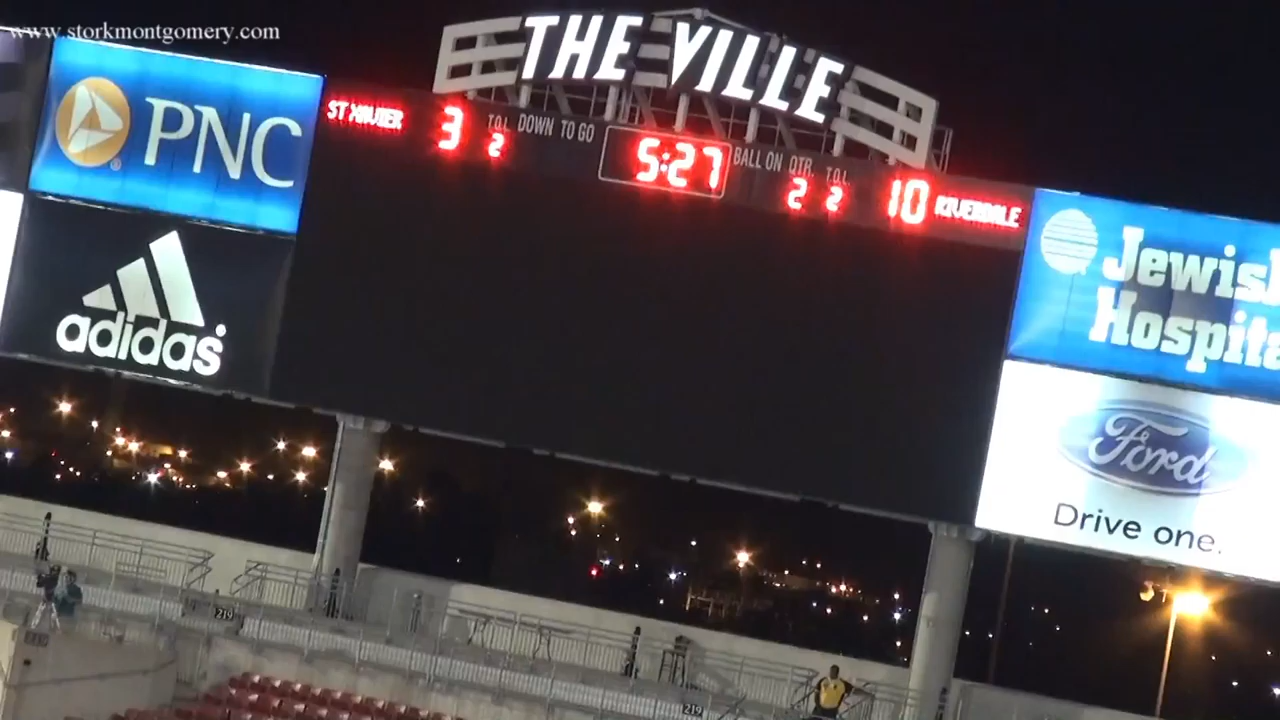 www.storkmontgomery.com
THE VILLE
PNC
ST XAVIER 3 T.O.L. 2 DOWN TO GO 5:27 BALL ON QTR. 2 T.O.L. 2 10 RIVERDALE
adidas
Jewish
Hospital
Ford
Drive one.
219
219